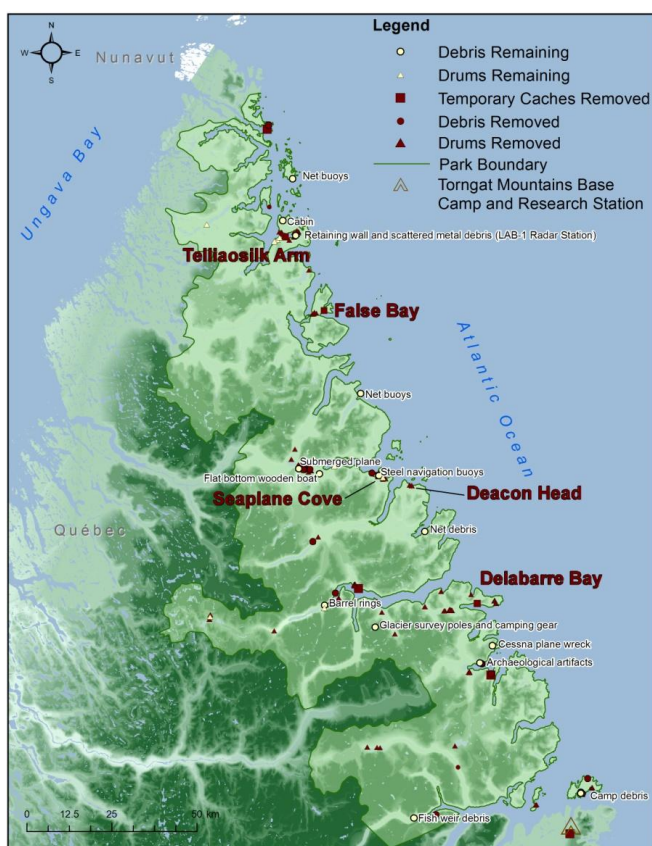 N
W E
S
Nunavut
Legend
Debris Remaining
Drums Remaining
Temporary Caches Removed
Debris Removed
Drums Removed
Park Boundary
Torngat Mountains Base
Camp and Research Station
Ungava Bay
Net buoys
Cabin
Retaining wall and scattered metal debris (LAB-1 Radar Station)
Telliaosilk Arm
False Bay
Atlantic Ocean
Net buoys
Submerged plane
Flat bottom wooden boat
Steel navigation buoys
Seaplane Cove
Deacon Head
Québec
Net debris
Delabarre Bay
Barrel rings
Glacier survey poles and camping gear
Cessna plane wreck
Archaeological artifacts
Camp debris
Fish weir debris
0 12.5 25 50 km